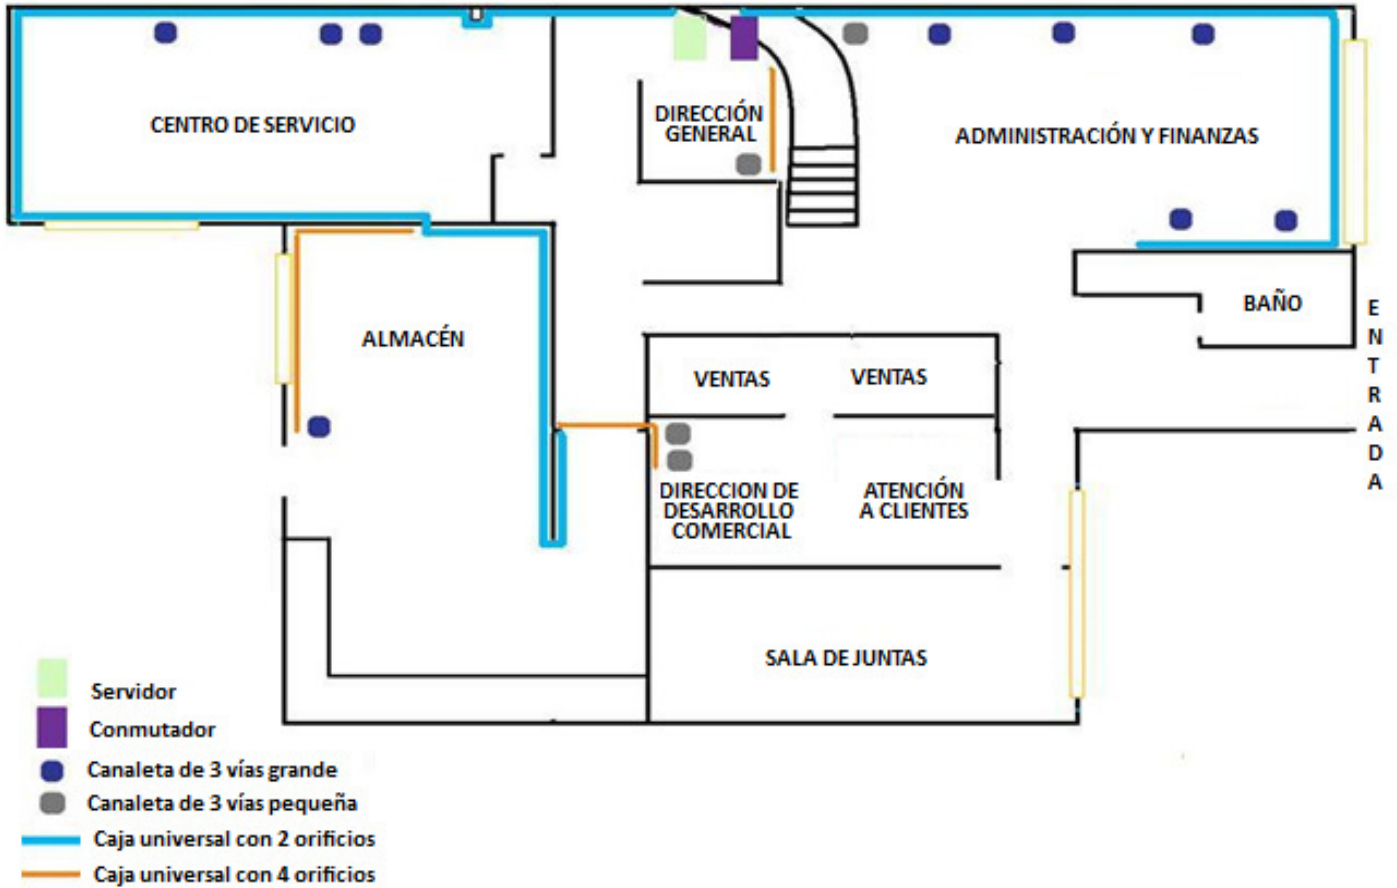 CENTRO DE SERVICIO
DIRECCIÓN
GENERAL
ADMINISTRACIÓN Y FINANZAS
BAÑO
ENTRADA
ALMACÉN
VENTAS
VENTAS
DIRECCION DE
DESARROLLO
COMERCIAL
ATENCIÓN
A CLIENTES
SALA DE JUNTAS
Servidor
Conmutador
Canaleta de 3 vías grande
Canaleta de 3 vías pequeña
Caja universal con 2 orificios
Caja universal con 4 orificios